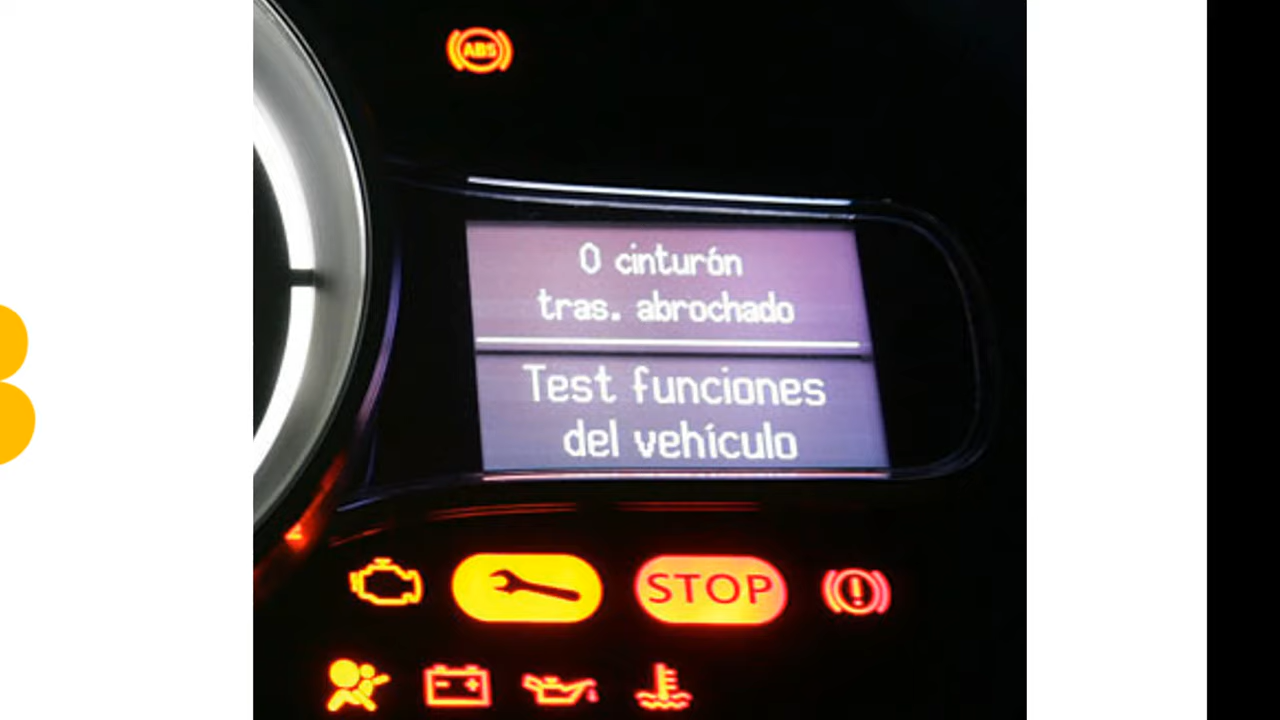 ABS
0 cinturón
tras. abrochado
Test funciones
del vehículo
STOP